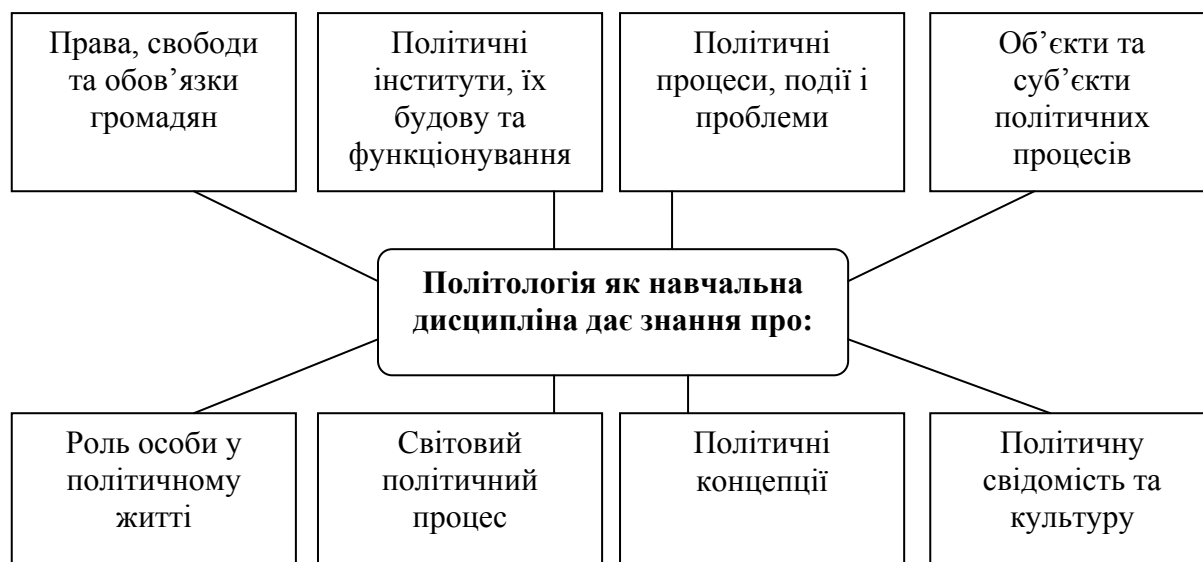 Права, свободи
та обов’язки
громадян
Політичні
інститути, їх
будову та
функціонування
Політичні
процеси, події і
проблеми
Об’єкти та
суб’єкти
політичних
процесів
Політологія як навчальна
дисципліна дає знання про:
Роль особи у
політичному
житті
Світовий
політичний
процес
Політичні
концепції
Політичну
свідомість та
культуру